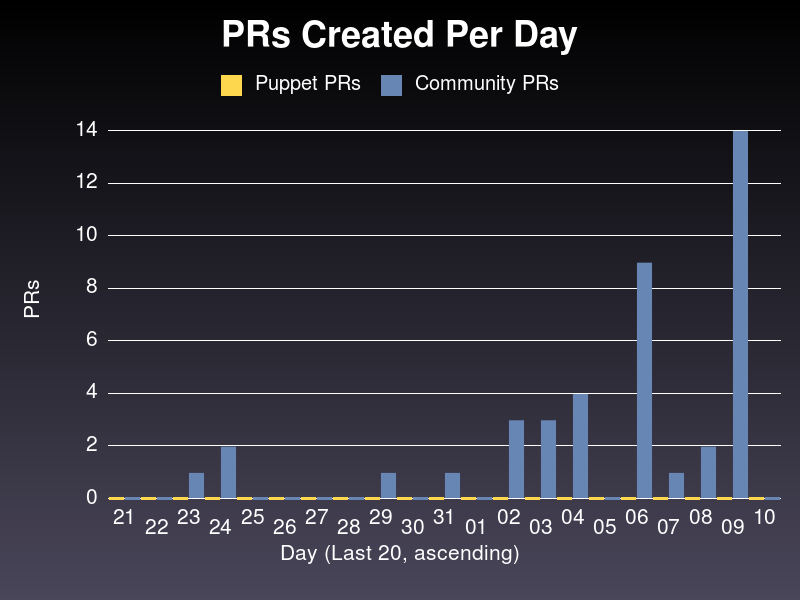 PRs Created Per Day
Puppet PRs Community PRs
14
12
10
8
6
4
2
0
PRs
21 22 23 24 25 26 27 28 29 30 31 01 02 03 04 05 06 07 08 09 10
Day (Last 20, ascending)